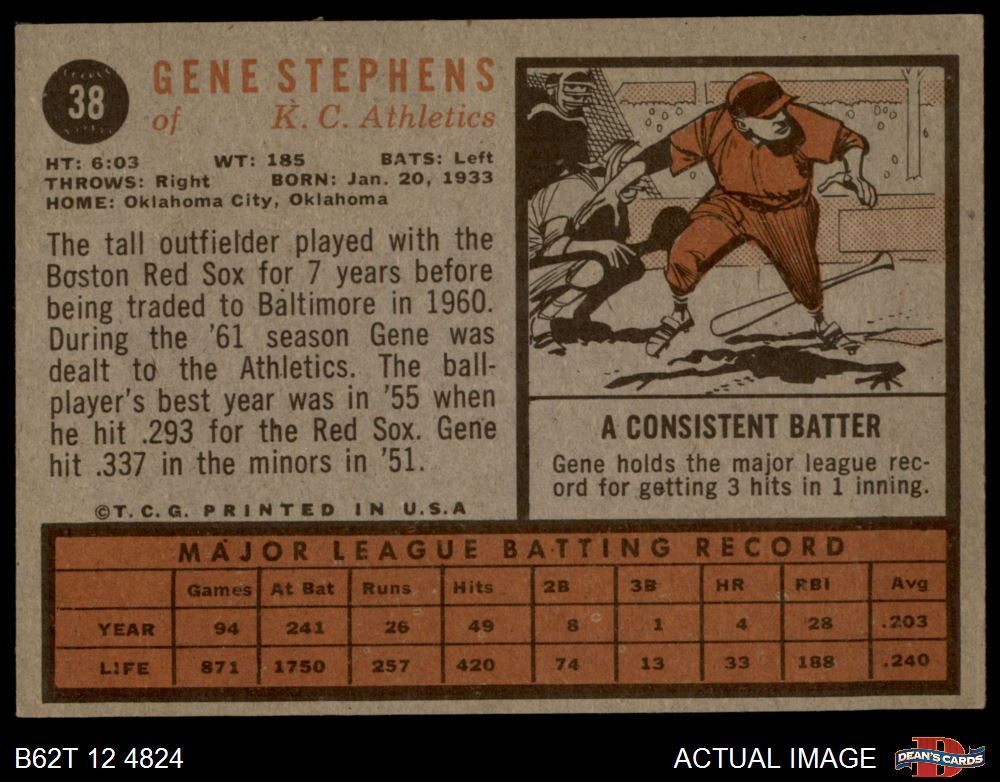 38
GENE STEPHENS
of K. C. Athletics
HT: 6:03 WT: 185 BATS: Left
THROWS: Right BORN: Jan. 20, 1933
HOME: Oklahoma City, Oklahoma
The tall outfielder played with the
Boston Red Sox for 7 years before
being traded to Baltimore in 1960.
During the '61 season Gene was
dealt to the Athletics. The ball-
player's best year was in '55 when
he hit .293 for the Red Sox. Gene
hit .337 in the minors in '51.
©T. C. G. PRINTED IN U.S.A
A CONSISTENT BATTER
Gene holds the major league rec-
ord for getting 3 hits in 1 inning.
MAJOR LEAGUE BATTING RECORD
Games At Bat Runs Hits 2B 3B HR RBI Avg
YEAR 94 241 26 49 8 1 4 28 .203
LIFE 871 1750 257 420 74 13 33 188 .240
B62T 12 4824 ACTUAL IMAGE
D
DEAN'S CARDS